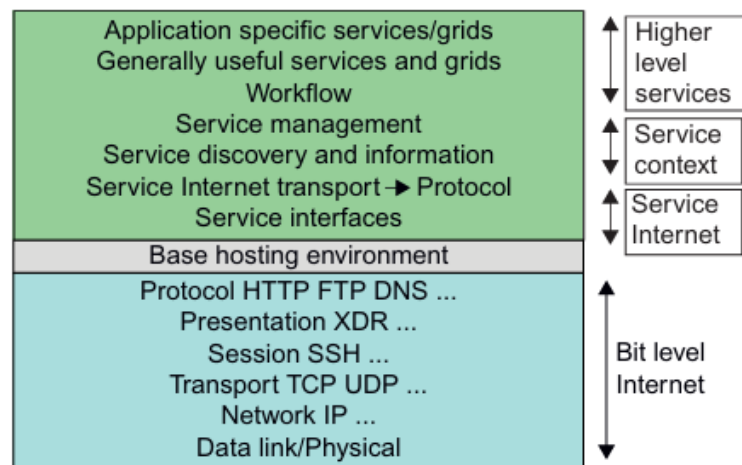 Application specific services/grids
Generally useful services and grids
Workflow
Service management
Service discovery and information
Service Internet transport → Protocol
Service interfaces
Base hosting environment
Protocol HTTP FTP DNS ...
Presentation XDR ...
Session SSH ...
Transport TCP UDP ...
Network IP ...
Data link/Physical
Higher
level
services
Service
context
Service
Internet
Bit level
Internet